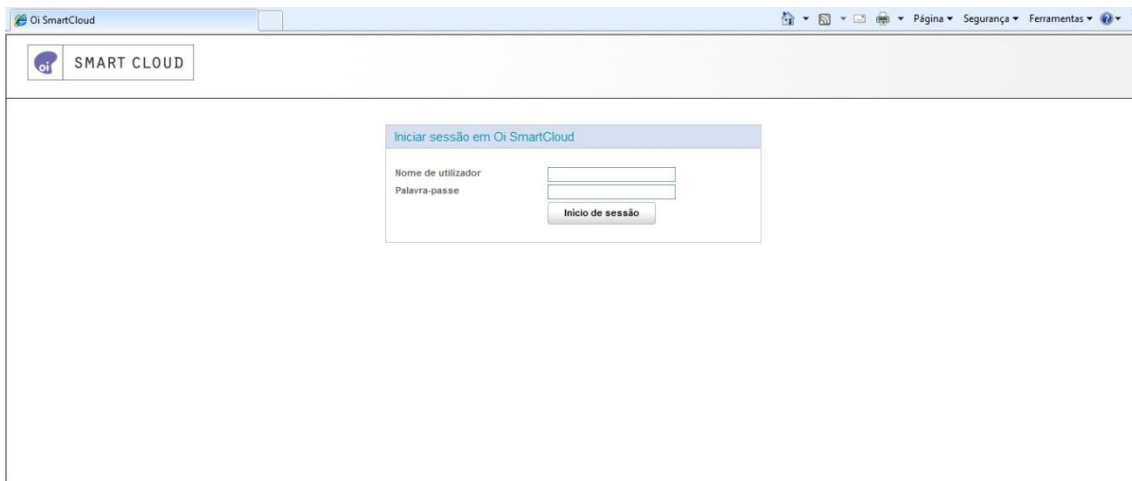 Oi SmartCloud
Página Segurança Ferramentas
oi SMART CLOUD
Iniciar sessão em Oi SmartCloud
Nome de utilizador
Palavra-passe
Início de sessão